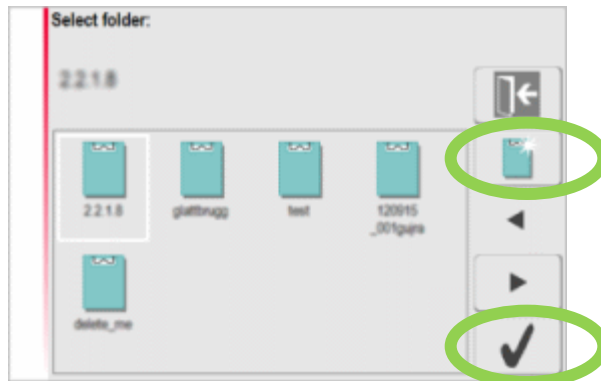 Select folder:
2.2.1.8
2.2.1.8 glattbrugg test 120915
_001gujra
delete_me